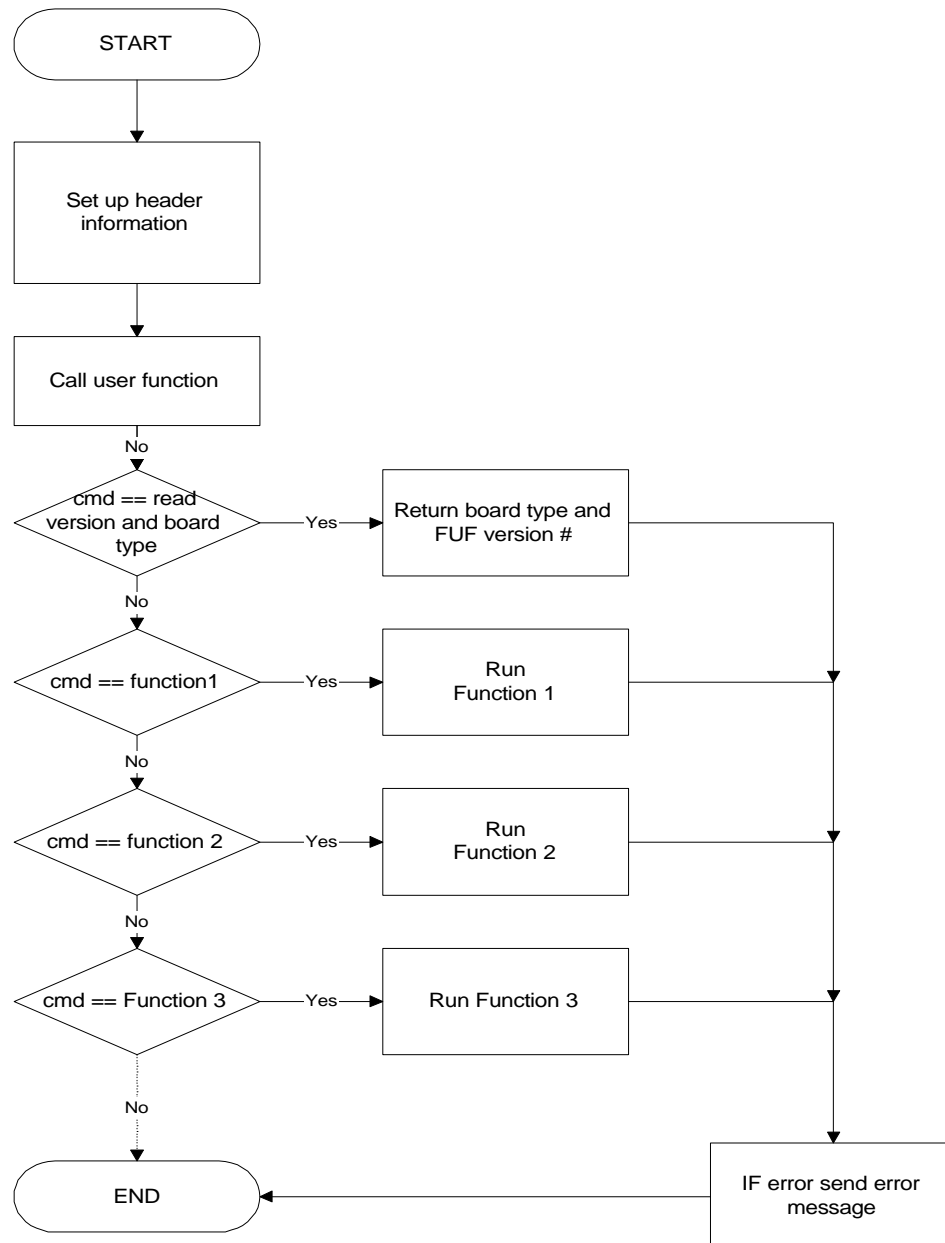 START
Set up header
information
Call user function
No
cmd == read
version and board
type
Yes
Return board type and
FUF version #
No
cmd == function1
Yes
Run
Function 1
No
cmd == function 2
Yes
Run
Function 2
No
cmd == Function 3
Yes
Run Function 3
No
END
IF error send error
message